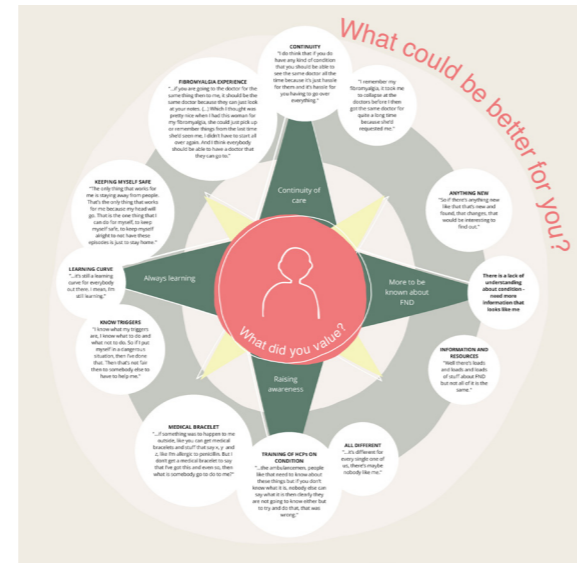 What could be better for you?
CONTINUITY
"I do think that if you do
have any kind of condition
that you should be able to
see the same doctor all the
time because it's just hassle
for them and it's hassle for
you having to go over
everything."
"I remember my
fibromyalgia, it took me
to collapse at the
doctors before I then
got the same doctor for
quite a long time
because she'd
requested me."
FIBROMYALGIA EXPERIENCE
"...if you are going to the doctor for the
same thing then to me, it should be the
same doctor because they can just look
at your notes. (...) Which I thought was
pretty nice when I had this woman for
my fibromyalgia, she could just pick up
or remember things from the last time
she'd seen me, I didn't have to start all
over again. And I think everybody
should be able to have a doctor that
they can go to."
KEEPING MYSELF SAFE
"The only thing that works for
me is staying away from people.
That's the only thing that works
for me because my head will
go. That is the one thing that I
can do for myself, to keep
myself safe, to keep myself
alright to not have these
episodes is just to stay home."
ANYTHING NEW
"So if there's anything new
like that that's new and
found, that changes, that
would be interesting to
find out."
Continuity of
care
LEARNING CURVE
"...it's still a learning
curve for everybody
out there. I mean, I'm
still learning."
Always learning
More to be
known about
FND
There is a lack of
understanding
about condition -
need more
information that
looks like me
What did you value?
KNOW TRIGGERS
"I know what my triggers
are, I know what to do and
what not to do. So if I put
myself in a dangerous
situation, then I've done
that. Then that's not fair
then to somebody else to
have to help me."
INFORMATION AND
RESOURCES
"Well there's loads
and loads and loads
of stuff about FND
but not all of it is the
same."
Raising
awareness
MEDICAL BRACELET
"...if something was to happen to me
outside, like you can get medical
bracelets and stuff that say x, y and
z, like I'm allergic to penicillin. But I
don't get a medical bracelet to say
that I've got this and even so, then
what is somebody go to do to me?"
TRAINING OF HCPs ON
CONDITION
"...the ambulancemen, people
like that need to know about
these things but if you don't
know what it is, nobody else can
say what it is then clearly they
are not going to know either but
to try and do that, that was
wrong."
ALL DIFFERENT
"...it's different for
every single one of
us, there's maybe
nobody like me."